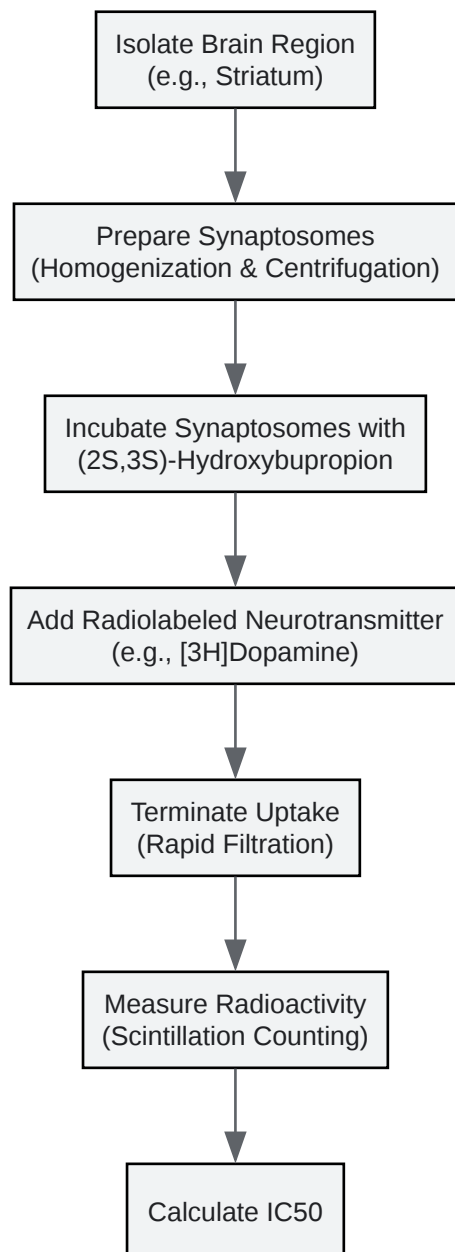 Isolate Brain Region
(e.g., Striatum)
Prepare Synaptosomes
(Homogenization & Centrifugation)
Incubate Synaptosomes with
(2S,3S)-Hydroxybupropion
Add Radiolabeled Neurotransmitter
(e.g., [3H]Dopamine)
Terminate Uptake
(Rapid Filtration)
Measure Radioactivity
(Scintillation Counting)
Calculate IC50